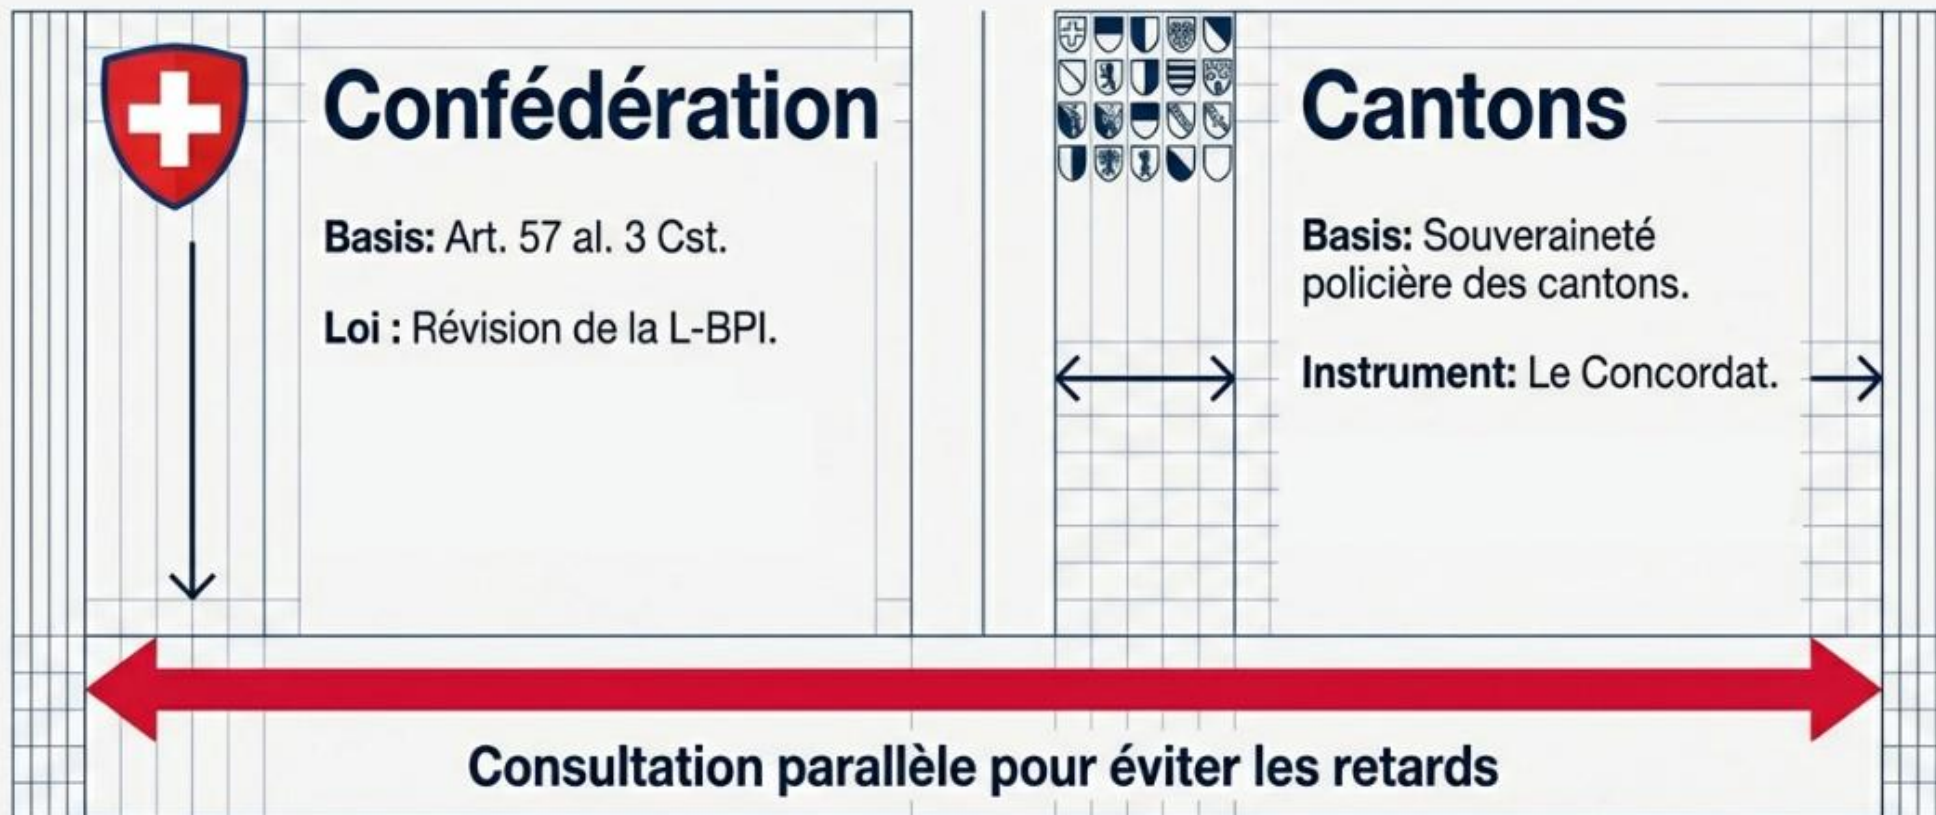 Confédération
Basis: Art. 57 al. 3 Cst.
Loi : Révision de la L-BPI.
Cantons
Basis: Souveraineté
policière des cantons.
Instrument: Le Concordat.
Consultation parallèle pour éviter les retards